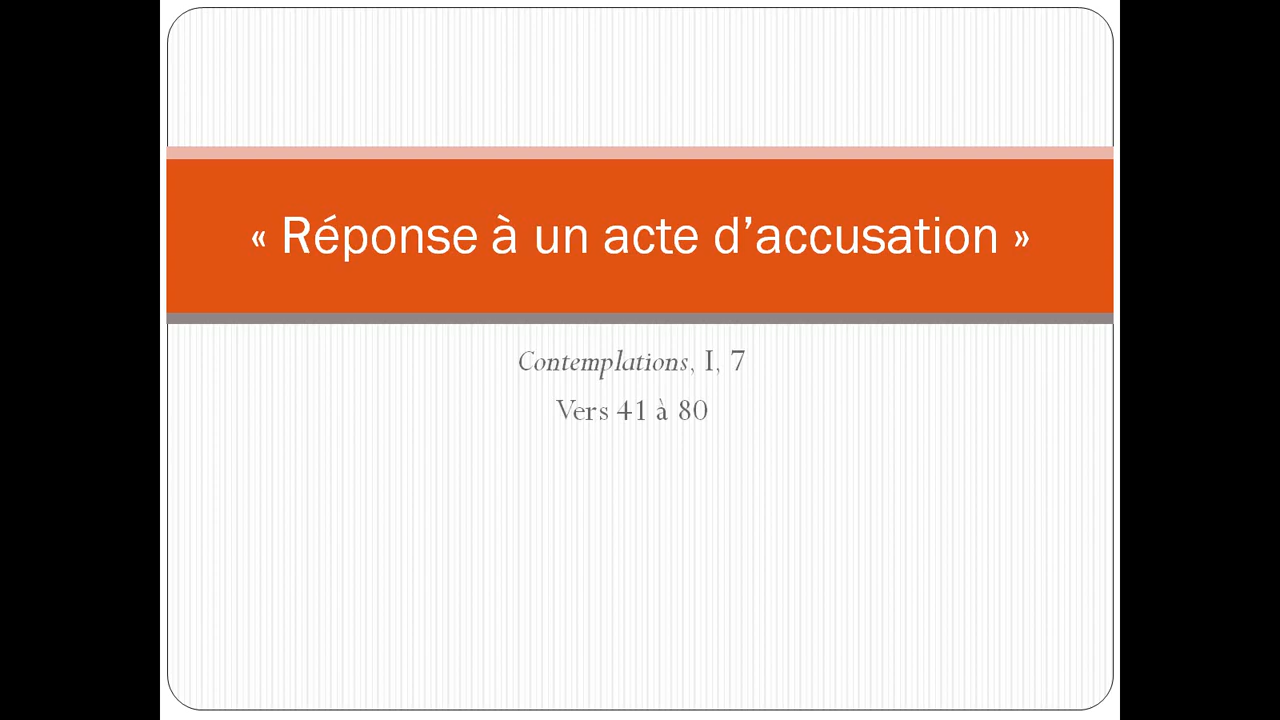 « Réponse à un acte d’accusation »
Contemplations, I, 7
Vers 41 à 80